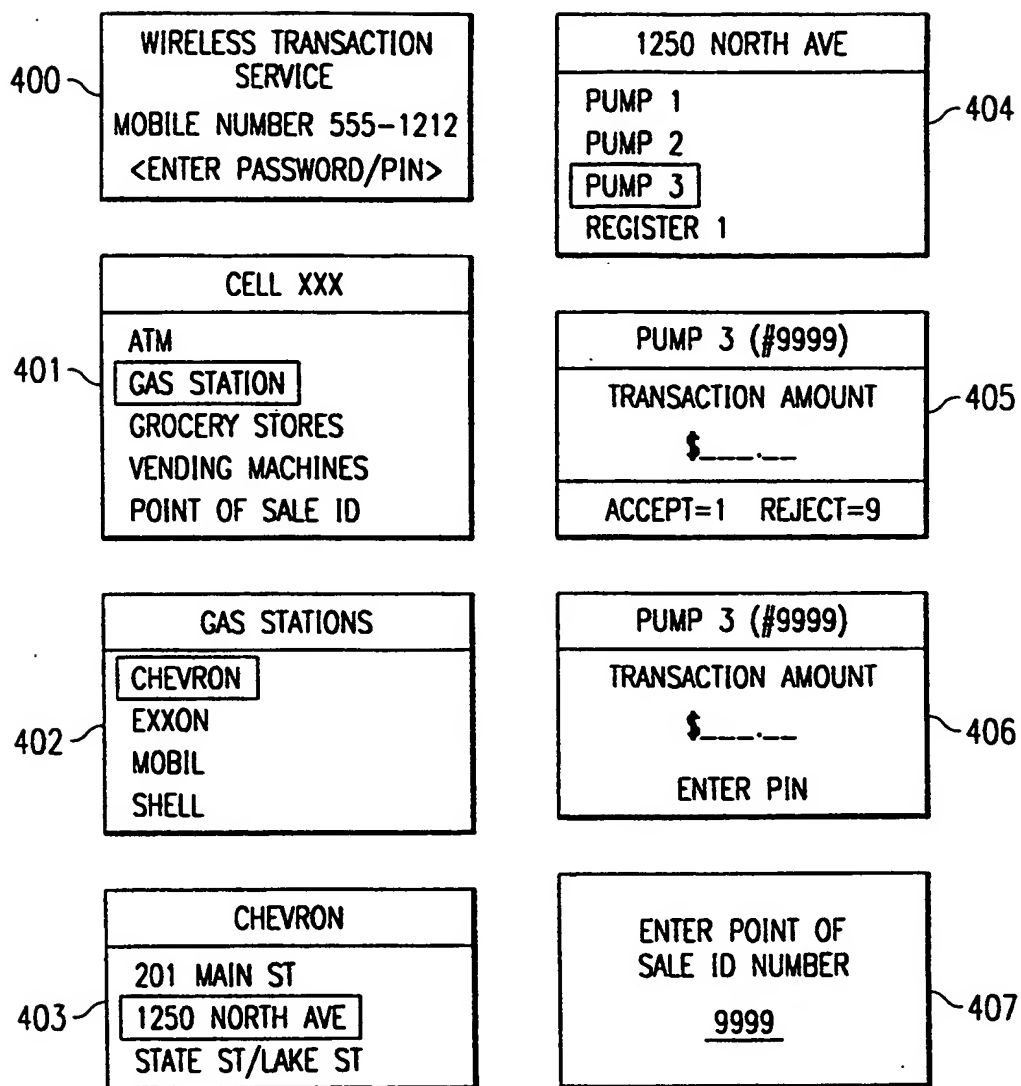 400
WIRELESS TRANSACTION
SERVICE
MOBILE NUMBER 555-1212
<ENTER PASSWORD/PIN>
401
CELL XXX
ATM
GAS STATION
GROCERY STORES
VENDING MACHINES
POINT OF SALE ID
402
GAS STATIONS
CHEVRON
EXXON
MOBIL
SHELL
403
CHEVRON
201 MAIN ST
1250 NORTH AVE
STATE ST/LAKE ST
1250 NORTH AVE
PUMP 1
PUMP 2
PUMP 3
REGISTER 1
404
PUMP 3 (#9999)
TRANSACTION AMOUNT
$___.__
ACCEPT=1 REJECT=9
405
PUMP 3 (#9999)
TRANSACTION AMOUNT
$___.__
ENTER PIN
406
ENTER POINT OF
SALE ID NUMBER
9999
407